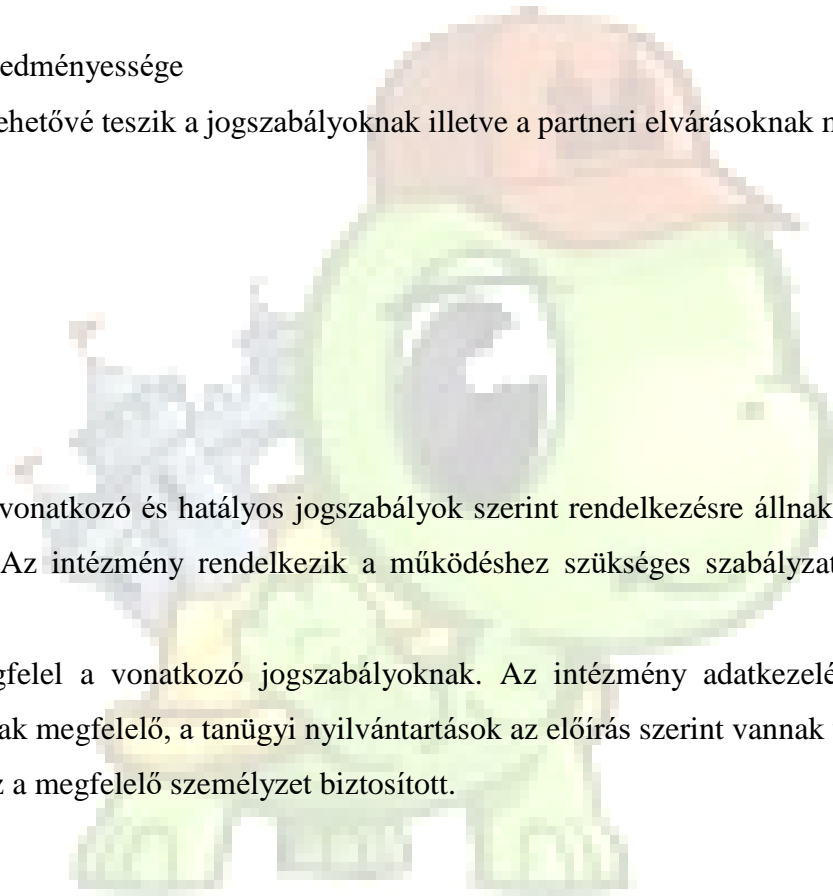 edményessége
ehetővé teszik a jogszabályoknak illetve a partneri elvárásoknak
vonatkozó és hatályos jogszabályok szerint rendelkezésre állnak
Az intézmény rendelkezik a működéshez szükséges szabályzat
gfelel a vonatkozó jogszabályoknak. Az intézmény adatkezelé
ak megfelelő, a tanügyi nyilvántartások az előírás szerint vannak
z a megfelelő személyzet biztosított.